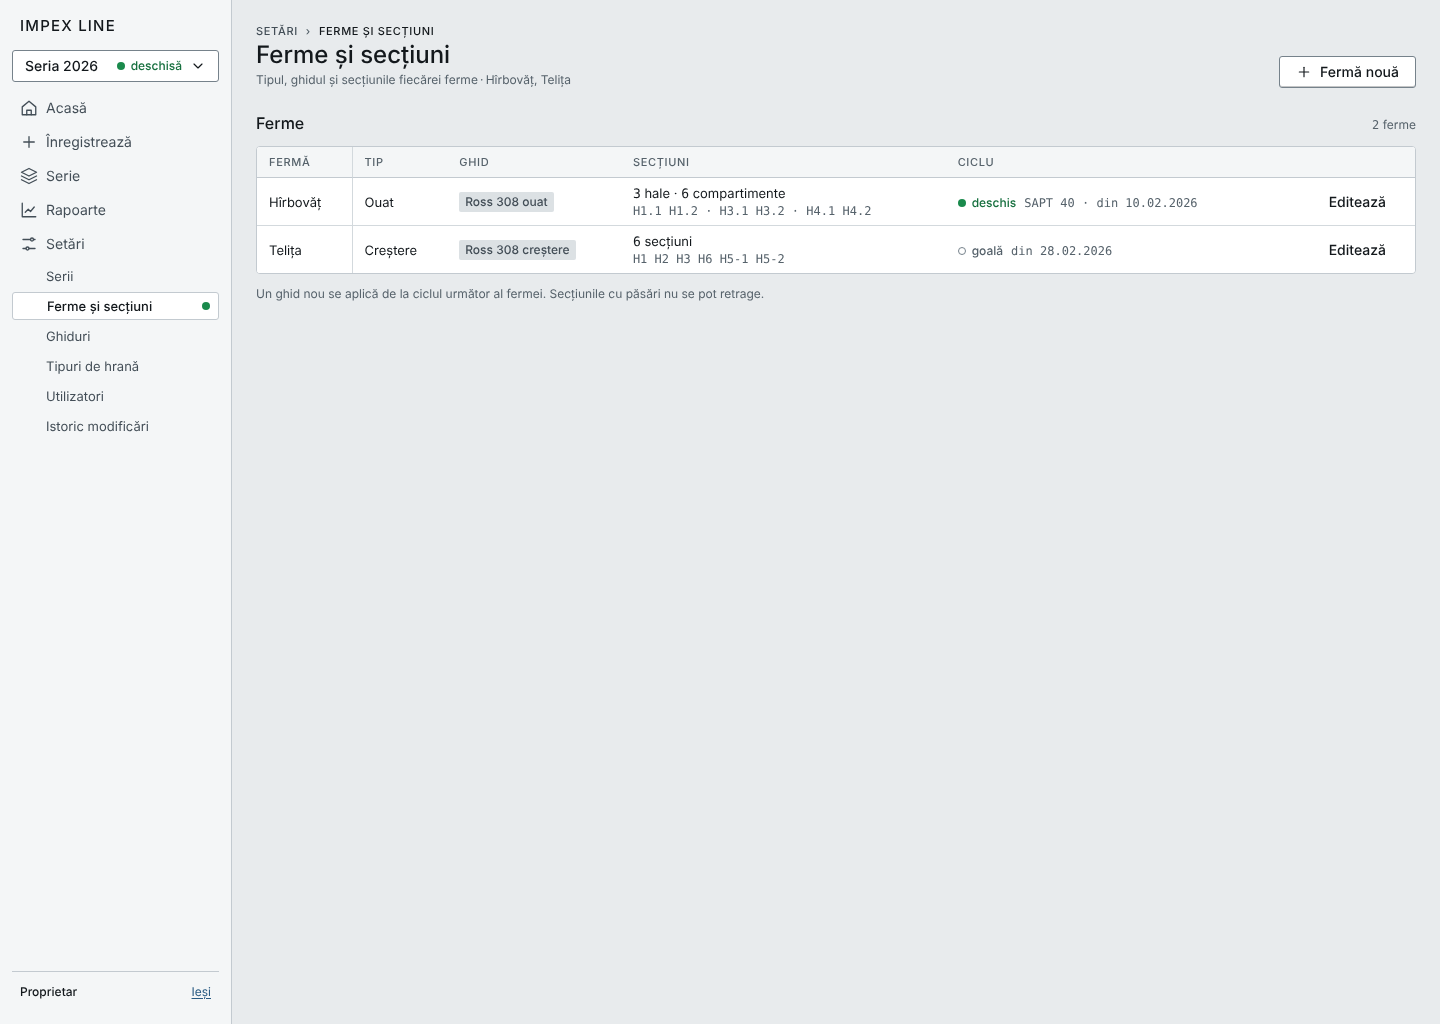 IMPEX LINE
Seria 2026 deschisă
Acasă
Înregistrează
Serie
Rapoarte
Setări
Serii
Ferme și secțiuni
Ghiduri
Tipuri de hrană
Utilizatori
Istoric modificări
Proprietar Ieși
SETĂRI › FERME ȘI SECȚIUNI
Ferme și secțiuni
Tipul, ghidul și secțiunile fiecărei ferme · Hîrbovăț, Telița
Fermă nouă
Ferme 2 ferme
FERMĂ TIP GHID SECȚIUNI CICLU
Hîrbovăț Ouat Ross 308 ouat 3 hale · 6 compartimente deschis SAPT 40 · din 10.02.2026 Editează
H1.1 H1.2 · H3.1 H3.2 · H4.1 H4.2
Telița Creștere Ross 308 creștere 6 secțiuni goală din 28.02.2026 Editează
H1 H2 H3 H6 H5-1 H5-2
Un ghid nou se aplică de la ciclul următor al fermei. Secțiunile cu păsări nu se pot retrage.